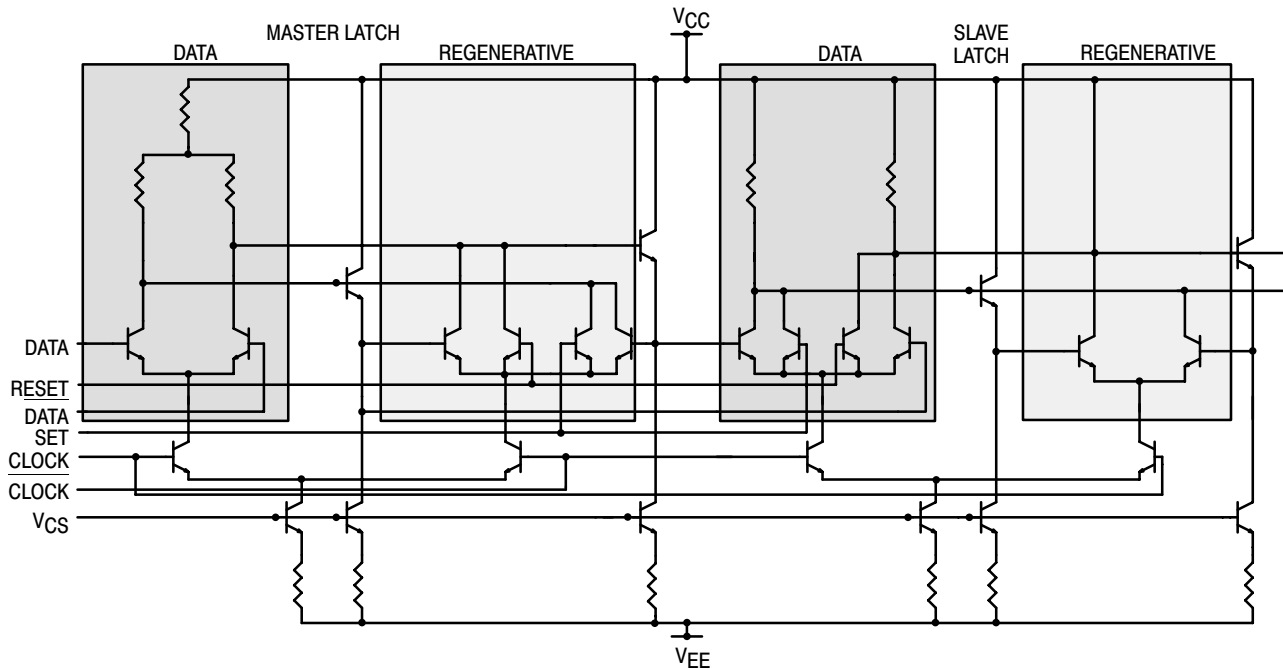 VCC
MASTER LATCH
SLAVE
LATCH
DATA
REGENERATIVE
DATA
REGENERATIVE
DATA
RESET
DATA
SET
CLOCK
CLOCK
VCS
VEE